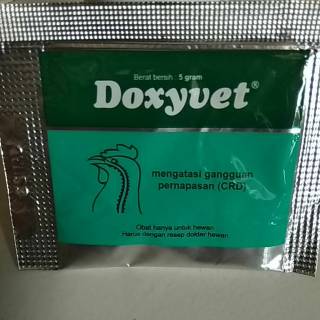 Berat bersih : 5 gram
Doxyvet®
mengatasi gangguan
pernapasan (CRD)
Obat hanya untuk hewan
Harus dengan resep dokter hewan